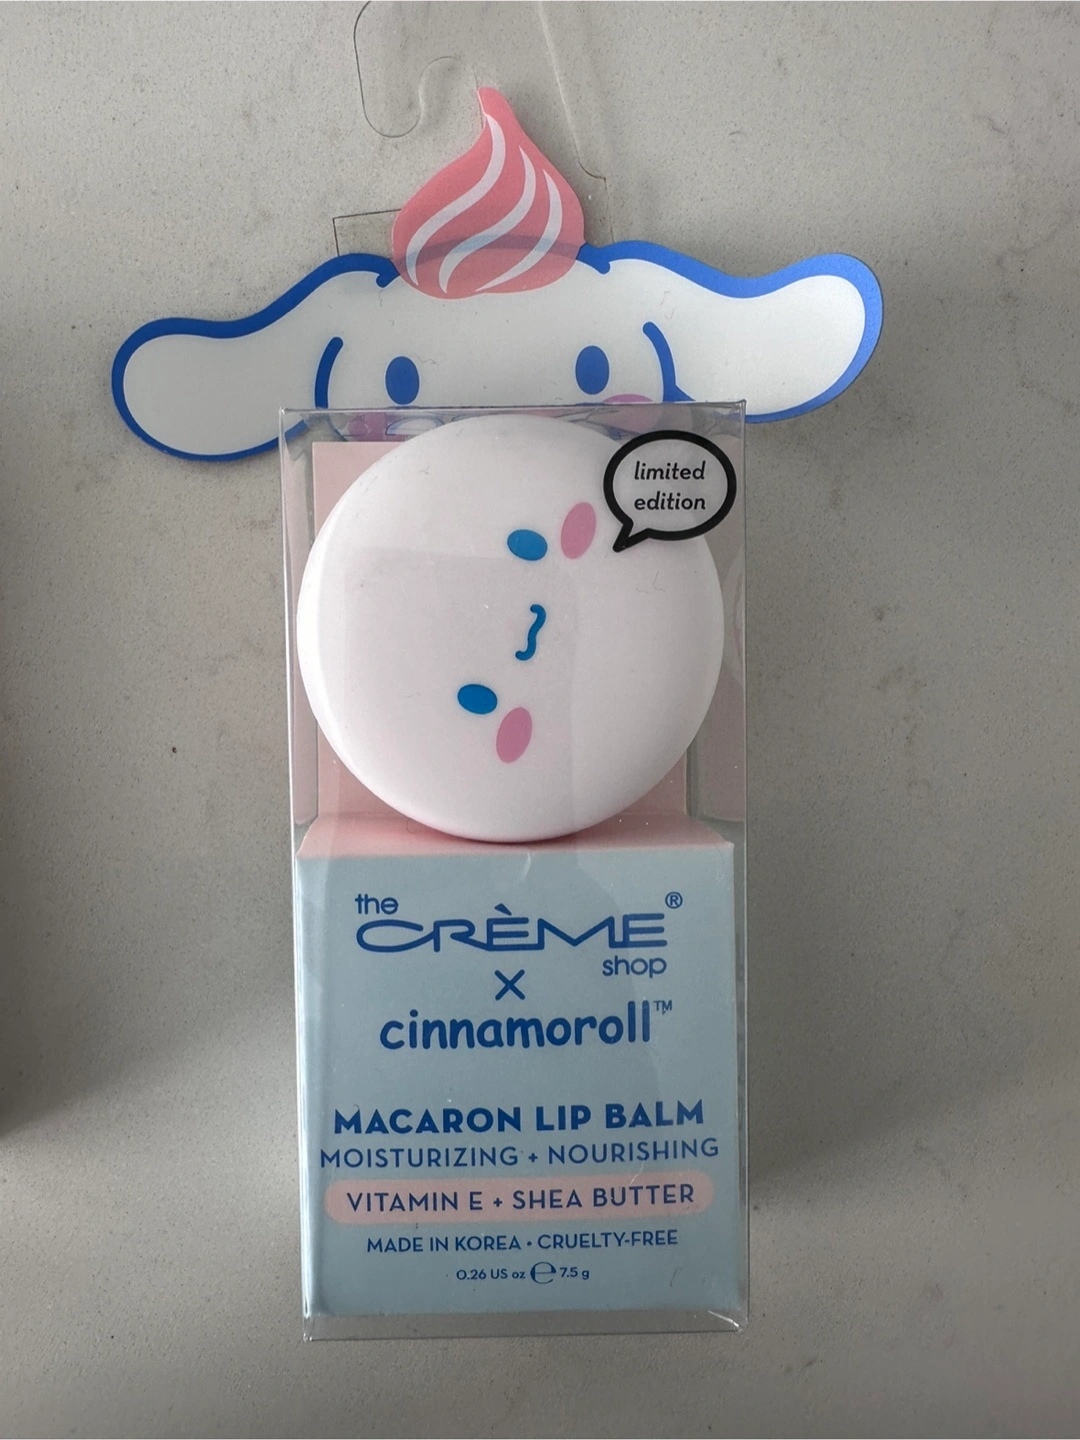 limited
edition
the
CRÈME®
shop
X
cinnamoroll™
MACARON LIP BALM
MOISTURIZING + NOURISHING
VITAMIN E + SHEA BUTTER
MADE IN KOREA • CRUELTY-FREE
0.26 US oz ℮ 7.5 g